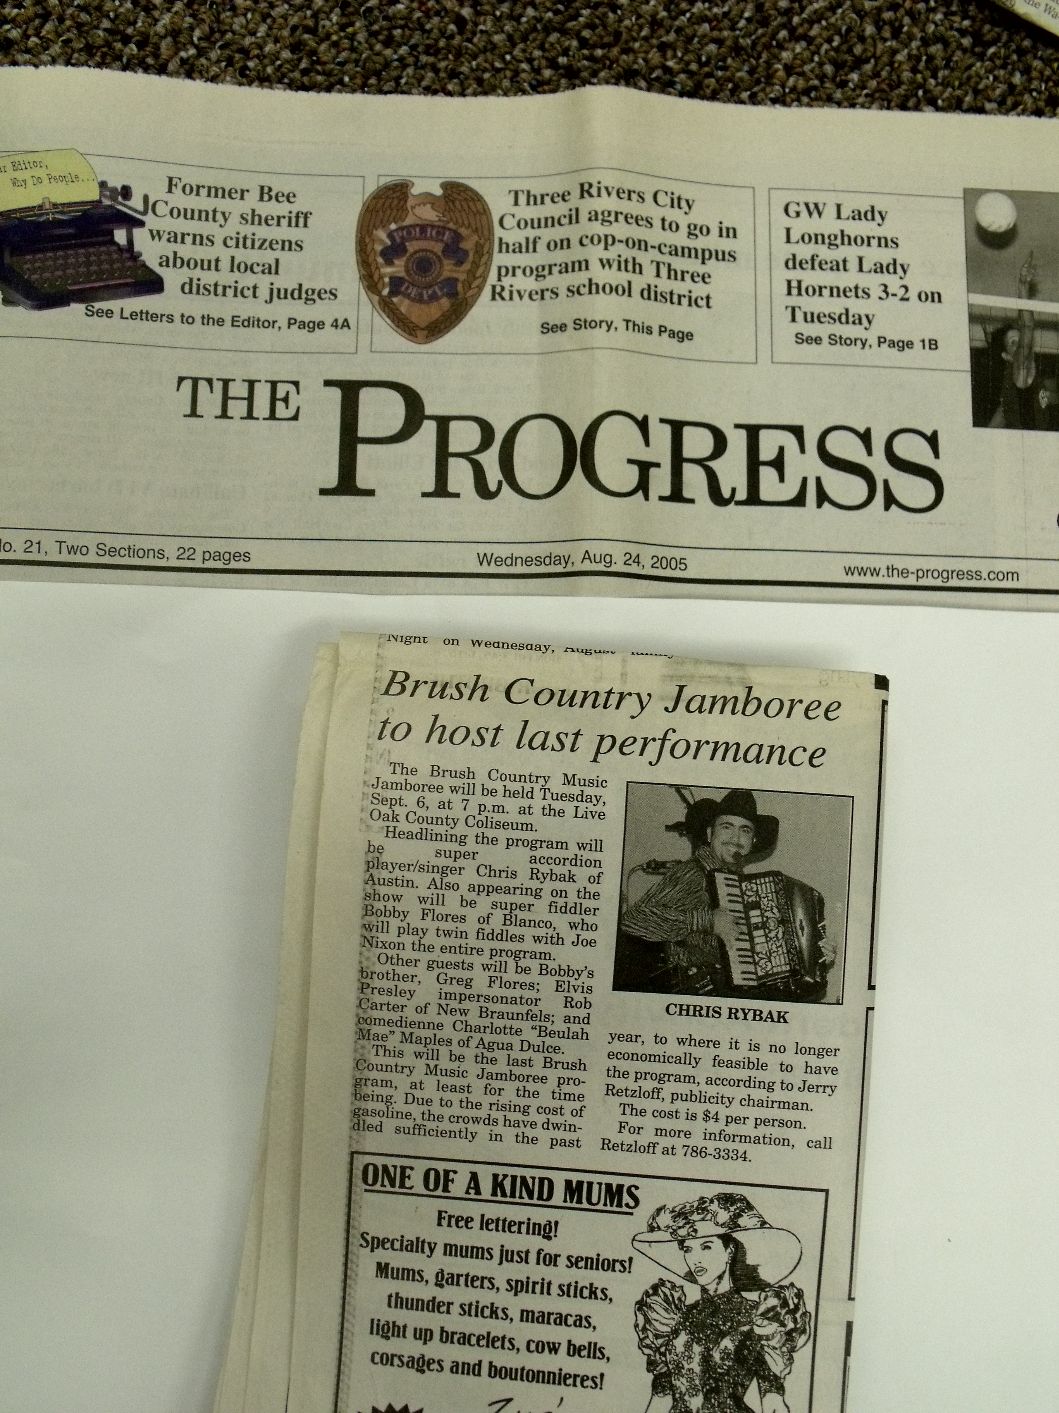 Editor,
Why Do People...
Former Bee
County sheriff
warns citizens
about local
district judges
See Letters to the Editor, Page 4A
POLICE
DEPT.
Three Rivers City
Council agrees to go in
half on cop-on-campus
program with Three
Rivers school district
See Story, This Page
GW Lady
Longhorns
defeat Lady
Hornets 3-2 on
Tuesday
See Story, Page 1B
THE PROGRESS
No. 21, Two Sections, 22 pages
Wednesday, Aug. 24, 2005
www.the-progress.com
Night on Wednesday, August family
Brush Country Jamboree
to host last performance
The Brush Country Music
Jamboree will be held Tuesday,
Sept. 6, at 7 p.m. at the Live
Oak County Coliseum.
Headlining the program will
be super accordion
player/singer Chris Rybak of
Austin. Also appearing on the
show will be super fiddler
Bobby Flores of Blanco, who
will play twin fiddles with Joe
Nixon the entire program.
Other guests will be Bobby's
brother, Greg Flores; Elvis
Presley impersonator Rob
Carter of New Braunfels; and
comedienne Charlotte "Beulah
Mae" Maples of Agua Dulce.
This will be the last Brush
Country Music Jamboree pro-
gram, at least for the time
being. Due to the rising cost of
gasoline, the crowds have dwin-
dled sufficiently in the past
CHRIS RYBAK
year, to where it is no longer
economically feasible to have
the program, according to Jerry
Retzloff, publicity chairman.
The cost is $4 per person.
For more information, call
Retzloff at 786-3334.
ONE OF A KIND MUMS
Free lettering!
Specialty mums just for seniors!
Mums, garters, spirit sticks,
thunder sticks, maracas,
light up bracelets, cow bells,
corsages and boutonnieres!